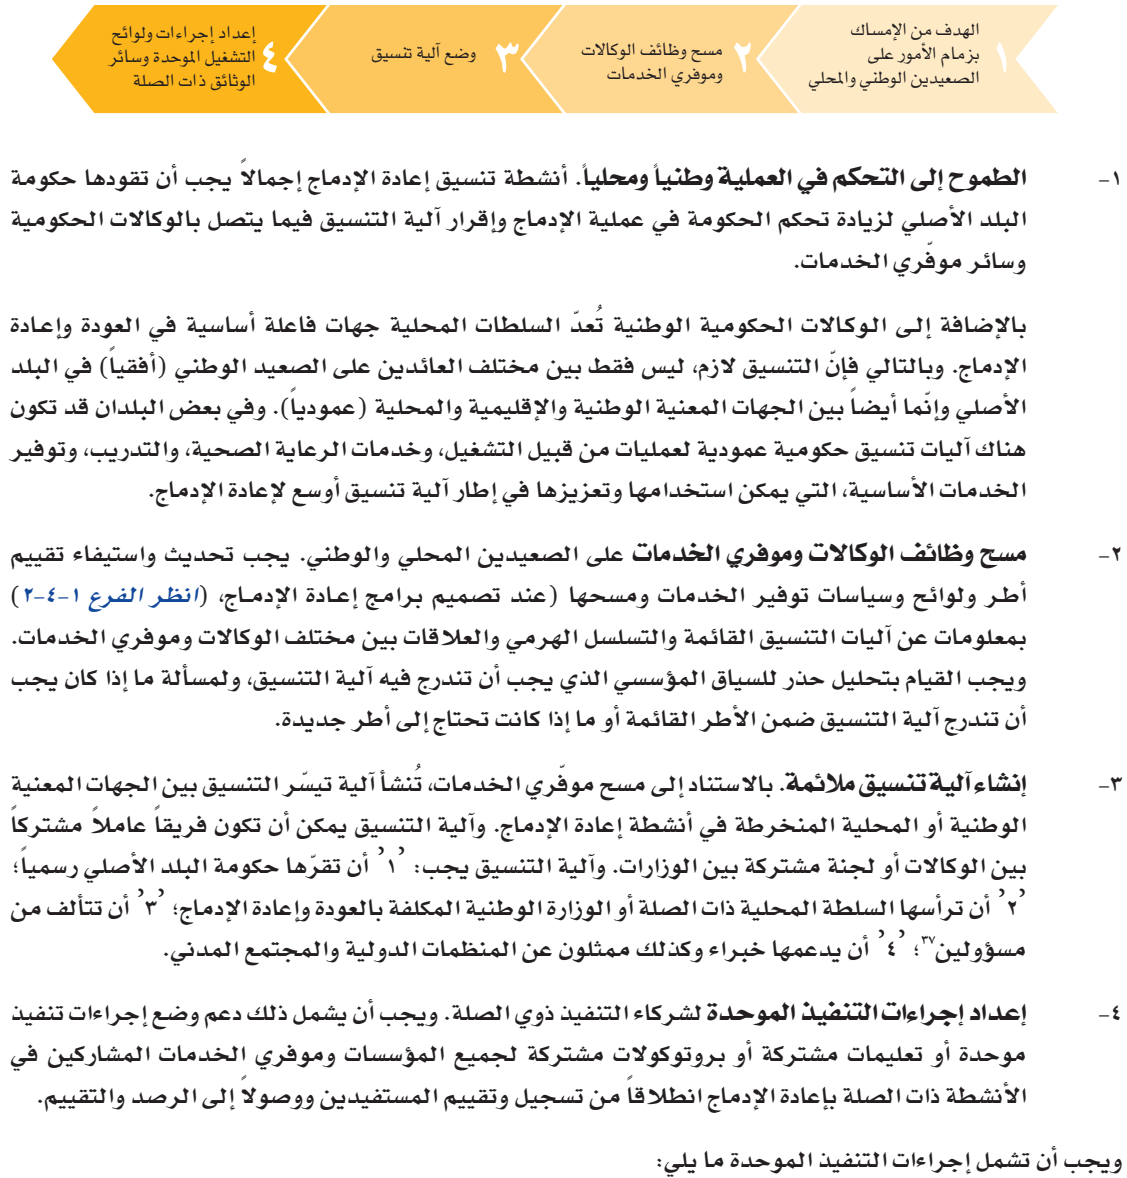 ١
الهدف من الإمساك
بزمام الأمور على
الصعيدين الوطني والمحلي
٢
مسح وظائف الوكالات
وموفري الخدمات
٣
وضع آلية تنسيق
٤
إعداد إجراءات ولوائح
التشغيل الموحدة وسائر
الوثائق ذات الصلة
١- الطموح إلى التحكم في العملية وطنياً ومحلياً. أنشطة تنسيق إعادة الإدماج إجمالاً يجب أن تقودها حكومة
البلد الأصلي لزيادة تحكم الحكومة في عملية الإدماج وإقرار آلية التنسيق فيما يتصل بالوكالات الحكومية
وسائر موفّري الخدمات.
بالإضافة إلى الوكالات الحكومية الوطنية تُعدّ السلطات المحلية جهات فاعلة أساسية في العودة وإعادة
الإدماج. وبالتالي فإنّ التنسيق لازم، ليس فقط بين مختلف العائدين على الصعيد الوطني (أفقياً) في البلد
الأصلي وإنّما أيضاً بين الجهات المعنية الوطنية والإقليمية والمحلية (عمودياً). وفي بعض البلدان قد تكون
هناك آليات تنسيق حكومية عمودية لعمليات من قبيل التشغيل، وخدمات الرعاية الصحية، والتدريب، وتوفير
الخدمات الأساسية، التي يمكن استخدامها وتعزيزها في إطار آلية تنسيق أوسع لإعادة الإدماج.
٢- مسح وظائف الوكالات وموفري الخدمات على الصعيدين المحلي والوطني. يجب تحديث واستيفاء تقييم
أطر ولوائح وسياسات توفير الخدمات ومسحها (عند تصميم برامج إعادة الإدماج، (انظر الفرع ١-٤-٢)
بمعلومات عن آليات التنسيق القائمة والتسلسل الهرمي والعلاقات بين مختلف الوكالات وموفري الخدمات.
ويجب القيام بتحليل حذر للسياق المؤسسي الذي يجب أن تندرج فيه آلية التنسيق، ولمسألة ما إذا كان يجب
أن تندرج آلية التنسيق ضمن الأطر القائمة أو ما إذا كانت تحتاج إلى أطر جديدة.
٣- إنشاء آلية تنسيق ملائمة. بالاستناد إلى مسح موفّري الخدمات، تُنشأ آلية تيسّر التنسيق بين الجهات المعنية
الوطنية أو المحلية المنخرطة في أنشطة إعادة الإدماج. وآلية التنسيق يمكن أن تكون فريقاً عاملاً مشتركاً
بين الوكالات أو لجنة مشتركة بين الوزارات. وآلية التنسيق يجب: ’١‘ أن تقرّها حكومة البلد الأصلي رسمياً؛
’٢‘ أن ترأسها السلطة المحلية ذات الصلة أو الوزارة الوطنية المكلفة بالعودة وإعادة الإدماج؛ ’٣‘ أن تتألف من
مسؤولين٣٧؛ ’٤‘ أن يدعمها خبراء وكذلك ممثلون عن المنظمات الدولية والمجتمع المدني.
٤- إعداد إجراءات التنفيذ الموحدة لشركاء التنفيذ ذوي الصلة. ويجب أن يشمل ذلك دعم وضع إجراءات تنفيذ
موحدة أو تعليمات مشتركة أو بروتوكولات مشتركة لجميع المؤسسات وموفري الخدمات المشاركين في
الأنشطة ذات الصلة بإعادة الإدماج انطلاقاً من تسجيل وتقييم المستفيدين ووصولاً إلى الرصد والتقييم.
ويجب أن تشمل إجراءات التنفيذ الموحدة ما يلي: